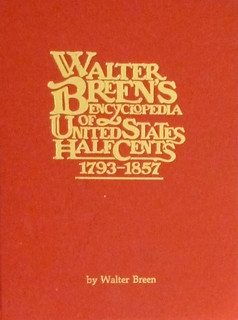 WALTER
BREEN'S
ENCYCLOPEDIA
OF
UNITED STATES
HALF CENTS
1793-1857
by Walter Breen